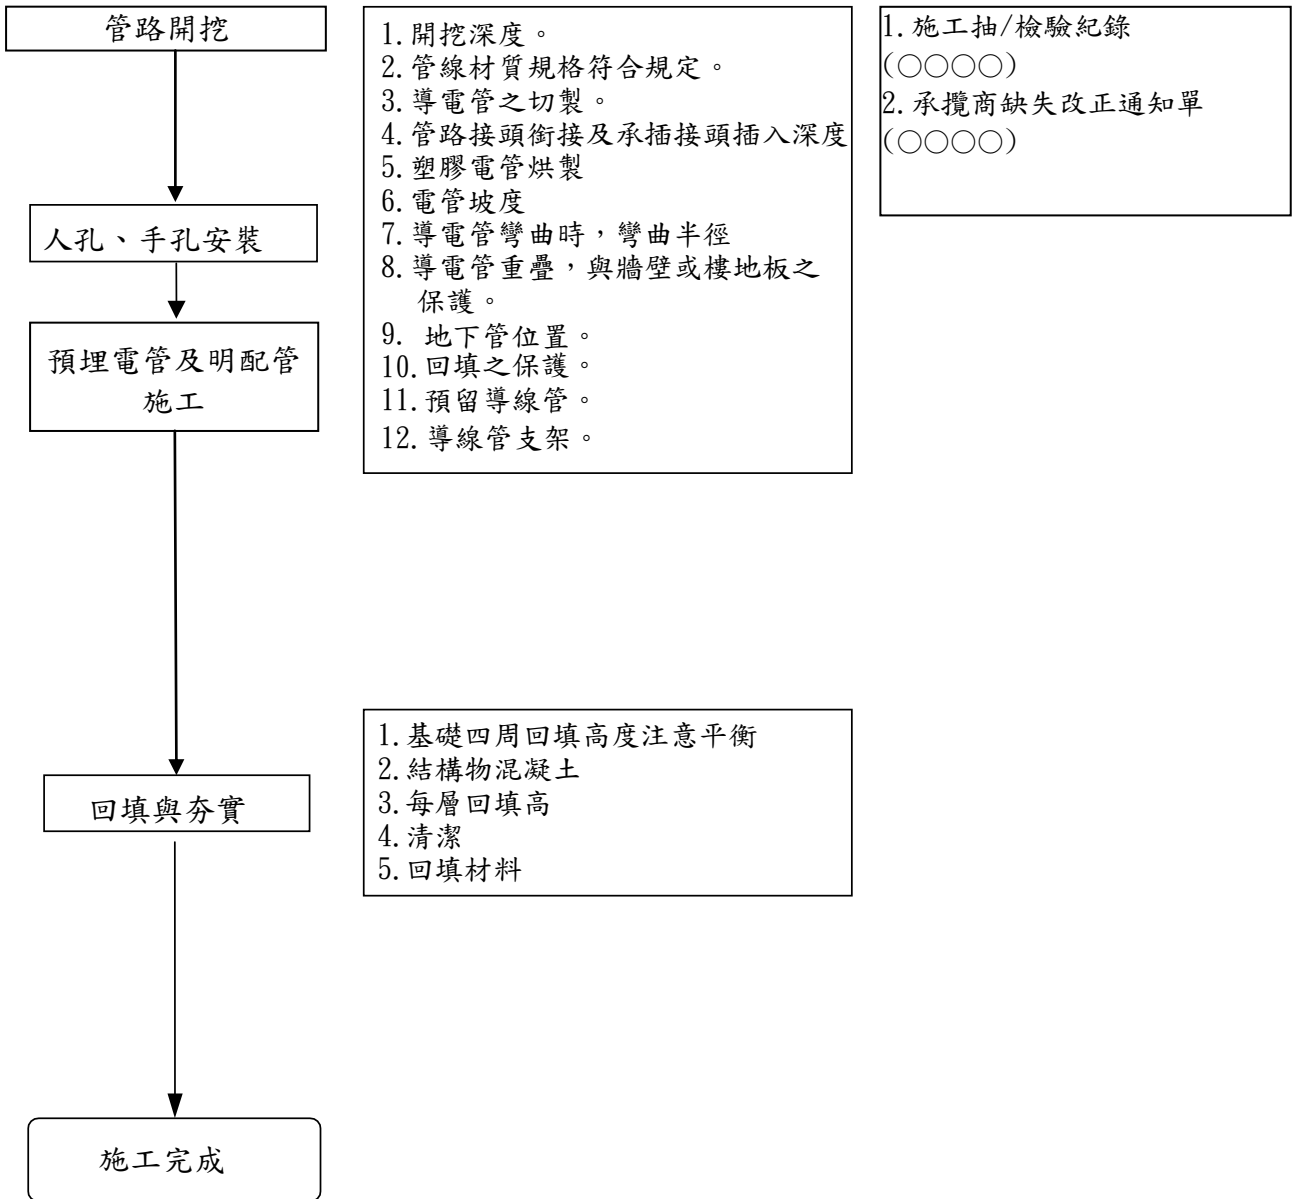 管路開挖
人孔、手孔安裝
預埋電管及明配管
施工
回填與夯實
施工完成
1.開挖深度。
2.管線材質規格符合規定。
3.導電管之切製。
4.管路接頭銜接及承插接頭插入深度
5.塑膠電管烘製
6.電管坡度
7.導電管彎曲時，彎曲半徑
8.導電管重疊，與牆壁或樓地板之
保護。
9. 地下管位置。
10.回填之保護。
11.預留導線管。
12.導線管支架。
1.基礎四周回填高度注意平衡
2.結構物混凝土
3.每層回填高
4.清潔
5.回填材料
1.施工抽/檢驗紀錄
(○○○○)
2.承攬商缺失改正通知單
(○○○○)